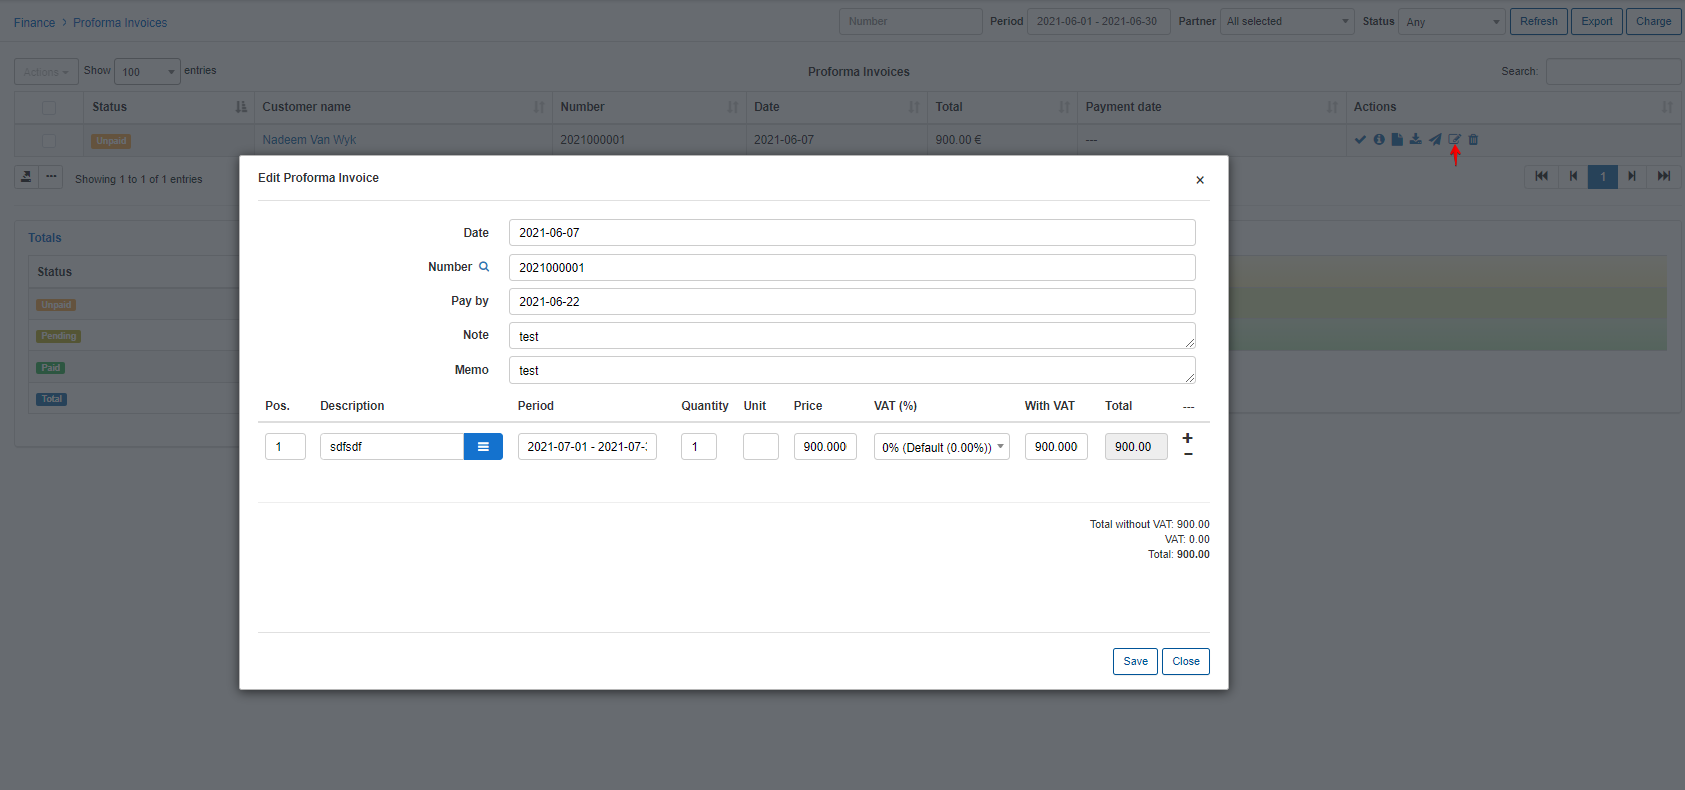 Finance > Proforma Invoices
Number Period 2021-06-01 - 2021-06-30 Partner All selected Status Any Refresh Export Charge
Actions Show 100 entries Proforma Invoices Search:
Status Customer name Number Date Total Payment date Actions
Unpaid Nadeem Van Wyk 2021000001 2021-06-07 900.00 € ---
Showing 1 to 1 of 1 entries 1
Edit Proforma Invoice ×
Date 2021-06-07
Number 2021000001
Pay by 2021-06-22
Note test
Memo test
Pos. Description Period Quantity Unit Price VAT (%) With VAT Total ---
1 sdfsdf 2021-07-01 - 2021-07- 1 900.000 0% (Default (0.00%)) 900.000 900.00 + −
Total without VAT: 900.00
VAT: 0.00
Total: 900.00
Save Close
Totals
Status
Unpaid
Pending
Paid
Total